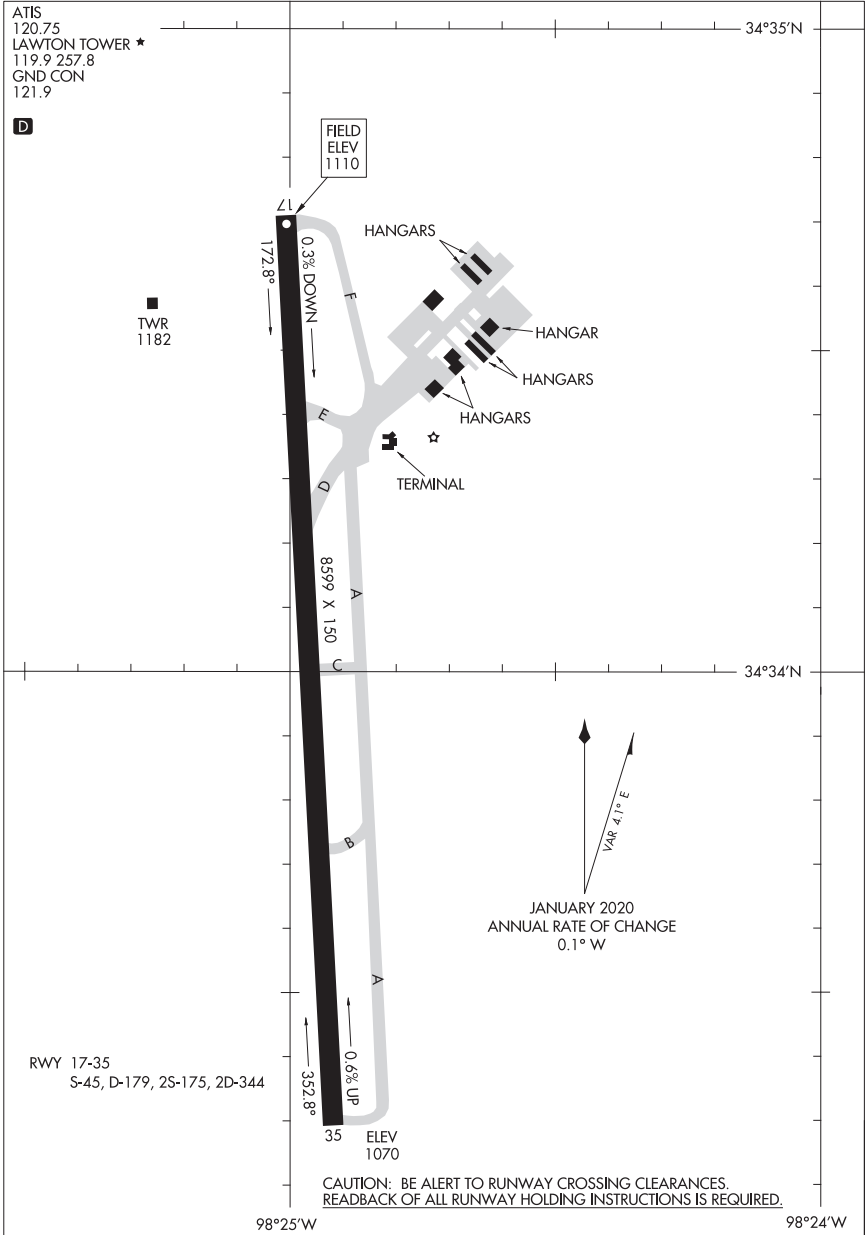 ATIS
120.75
LAWTON TOWER ★
119.9 257.8
GND CON
121.9
D
34°35'N
FIELD
ELEV
1110
17
172.8°
0.3% DOWN
F
HANGARS
TWR
1182
HANGAR
HANGARS
HANGARS
E
TERMINAL
D
8599 X 150
A
C
34°34'N
VAR 4.1° E
B
JANUARY 2020
ANNUAL RATE OF CHANGE
0.1° W
A
RWY 17-35
S-45, D-179, 2S-175, 2D-344
352.8°
0.6% UP
35
ELEV
1070
CAUTION: BE ALERT TO RUNWAY CROSSING CLEARANCES.
READBACK OF ALL RUNWAY HOLDING INSTRUCTIONS IS REQUIRED.
98°25'W
98°24'W